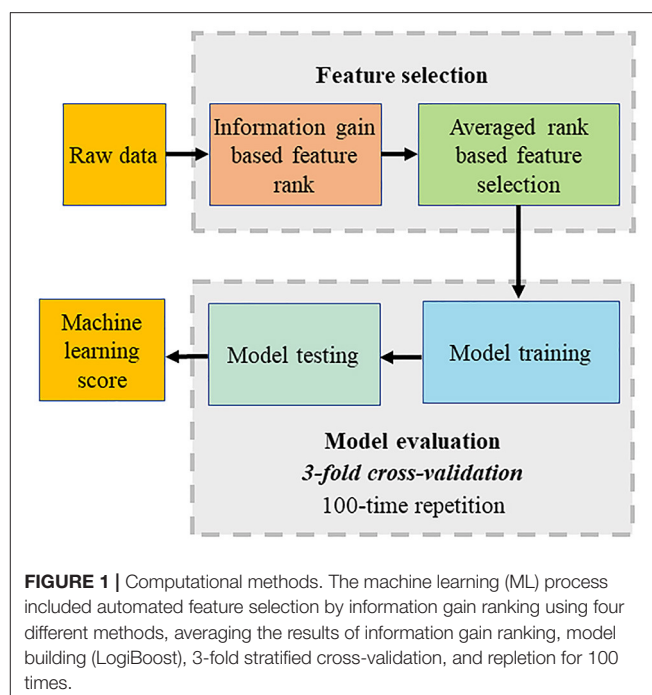 Feature selection
Raw data
Information gain
based feature
rank
Averaged rank
based feature
selection
Machine
learning
score
Model testing
Model training
Model evaluation
3-fold cross-validation
100-time repetition
FIGURE 1 | Computational methods. The machine learning (ML) process
included automated feature selection by information gain ranking using four
different methods, averaging the results of information gain ranking, model
building (LogiBoost), 3-fold stratified cross-validation, and repletion for 100
times.